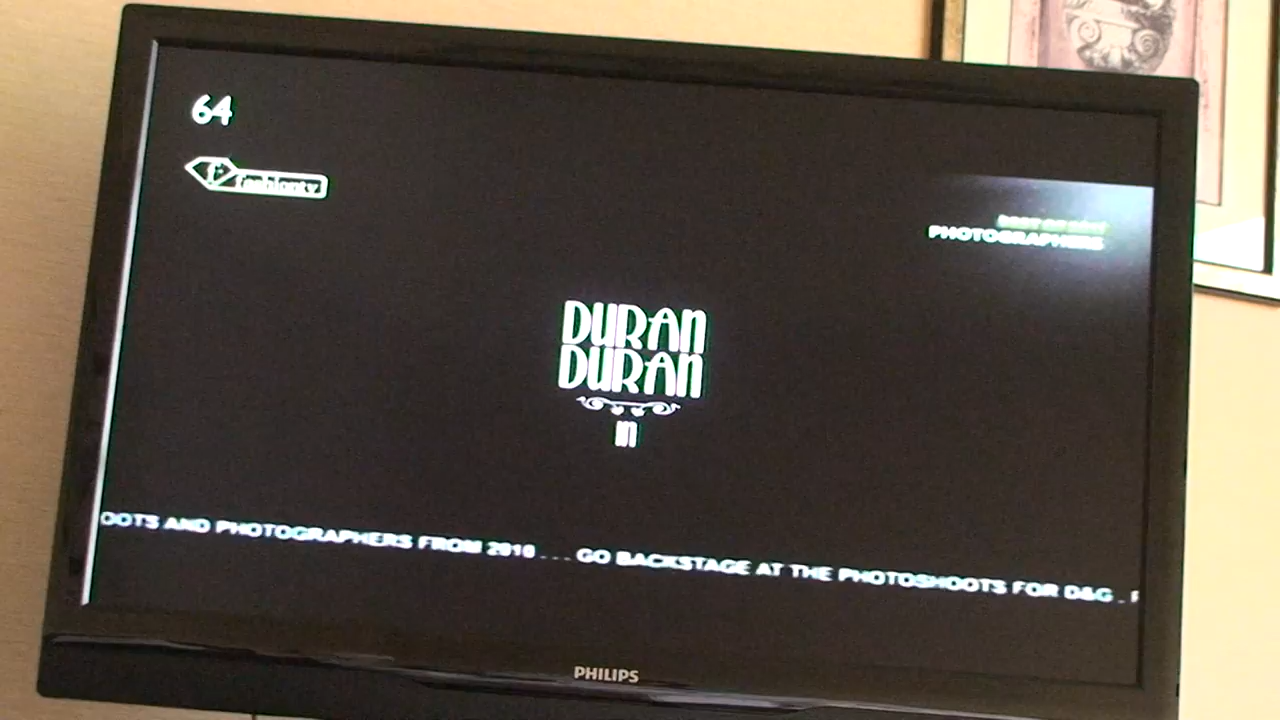 64
fashiontv
PHOTOGRAPHERS
DURAN
DURAN
in
OOTS AND PHOTOGRAPHERS FROM 2010 . . . GO BACKSTAGE AT THE PHOTOSHOOTS FOR D&G .
PHILIPS